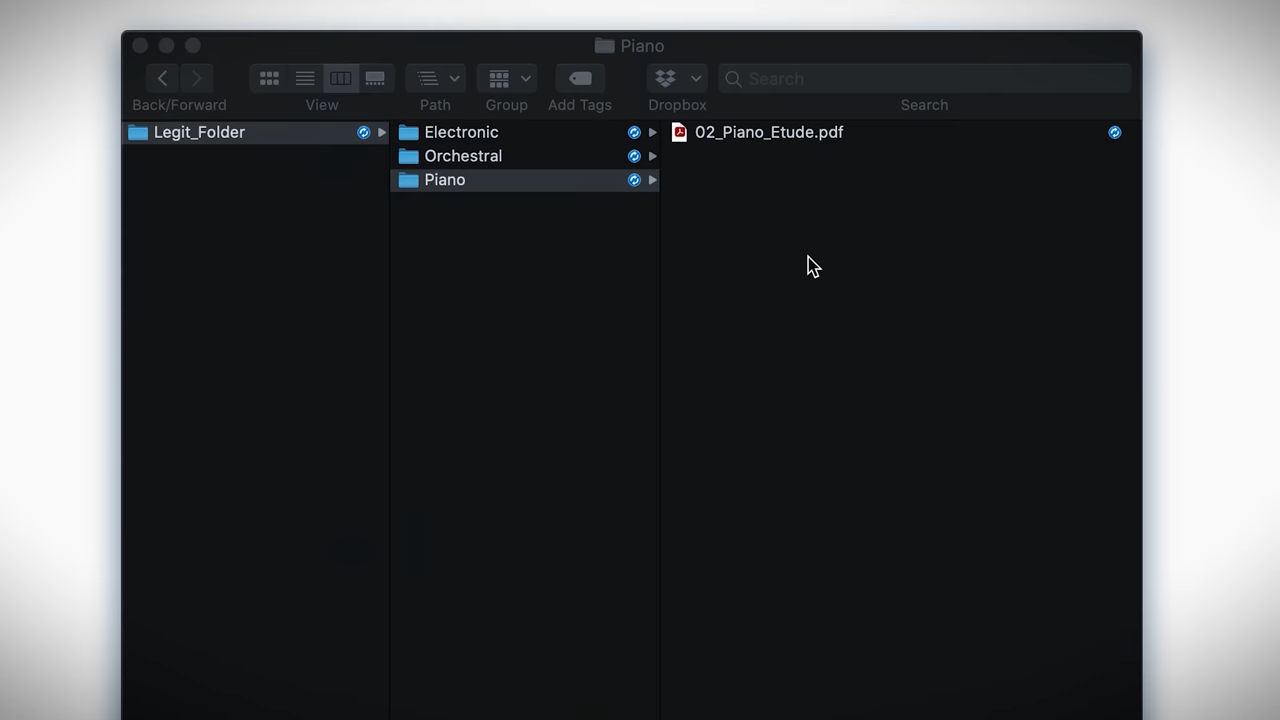 Piano
Search
Back/Forward View Path Group Add Tags Dropbox Search
Legit_Folder Electronic 02_Piano_Etude.pdf
Orchestral
Piano